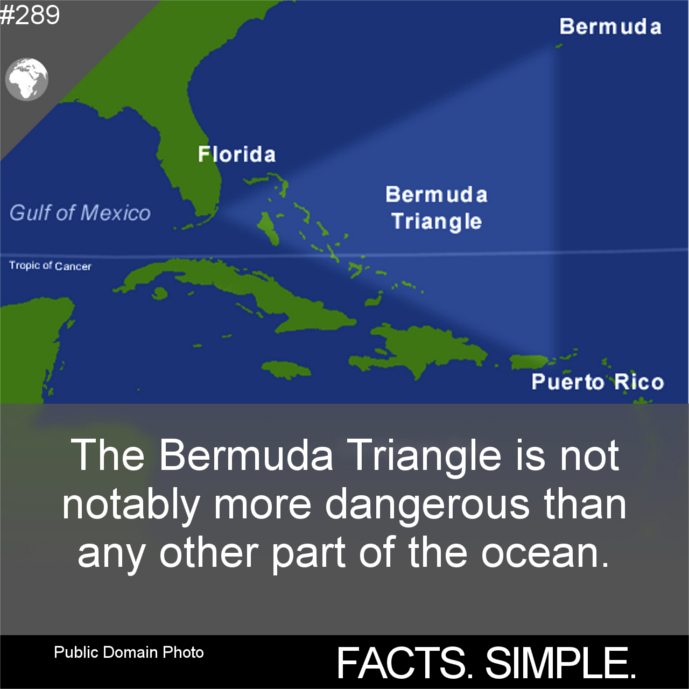 #289
Bermuda
Florida
Bermuda
Triangle
Gulf of Mexico
Tropic of Cancer
Puerto Rico
The Bermuda Triangle is not
notably more dangerous than
any other part of the ocean.
Public Domain Photo
FACTS. SIMPLE.